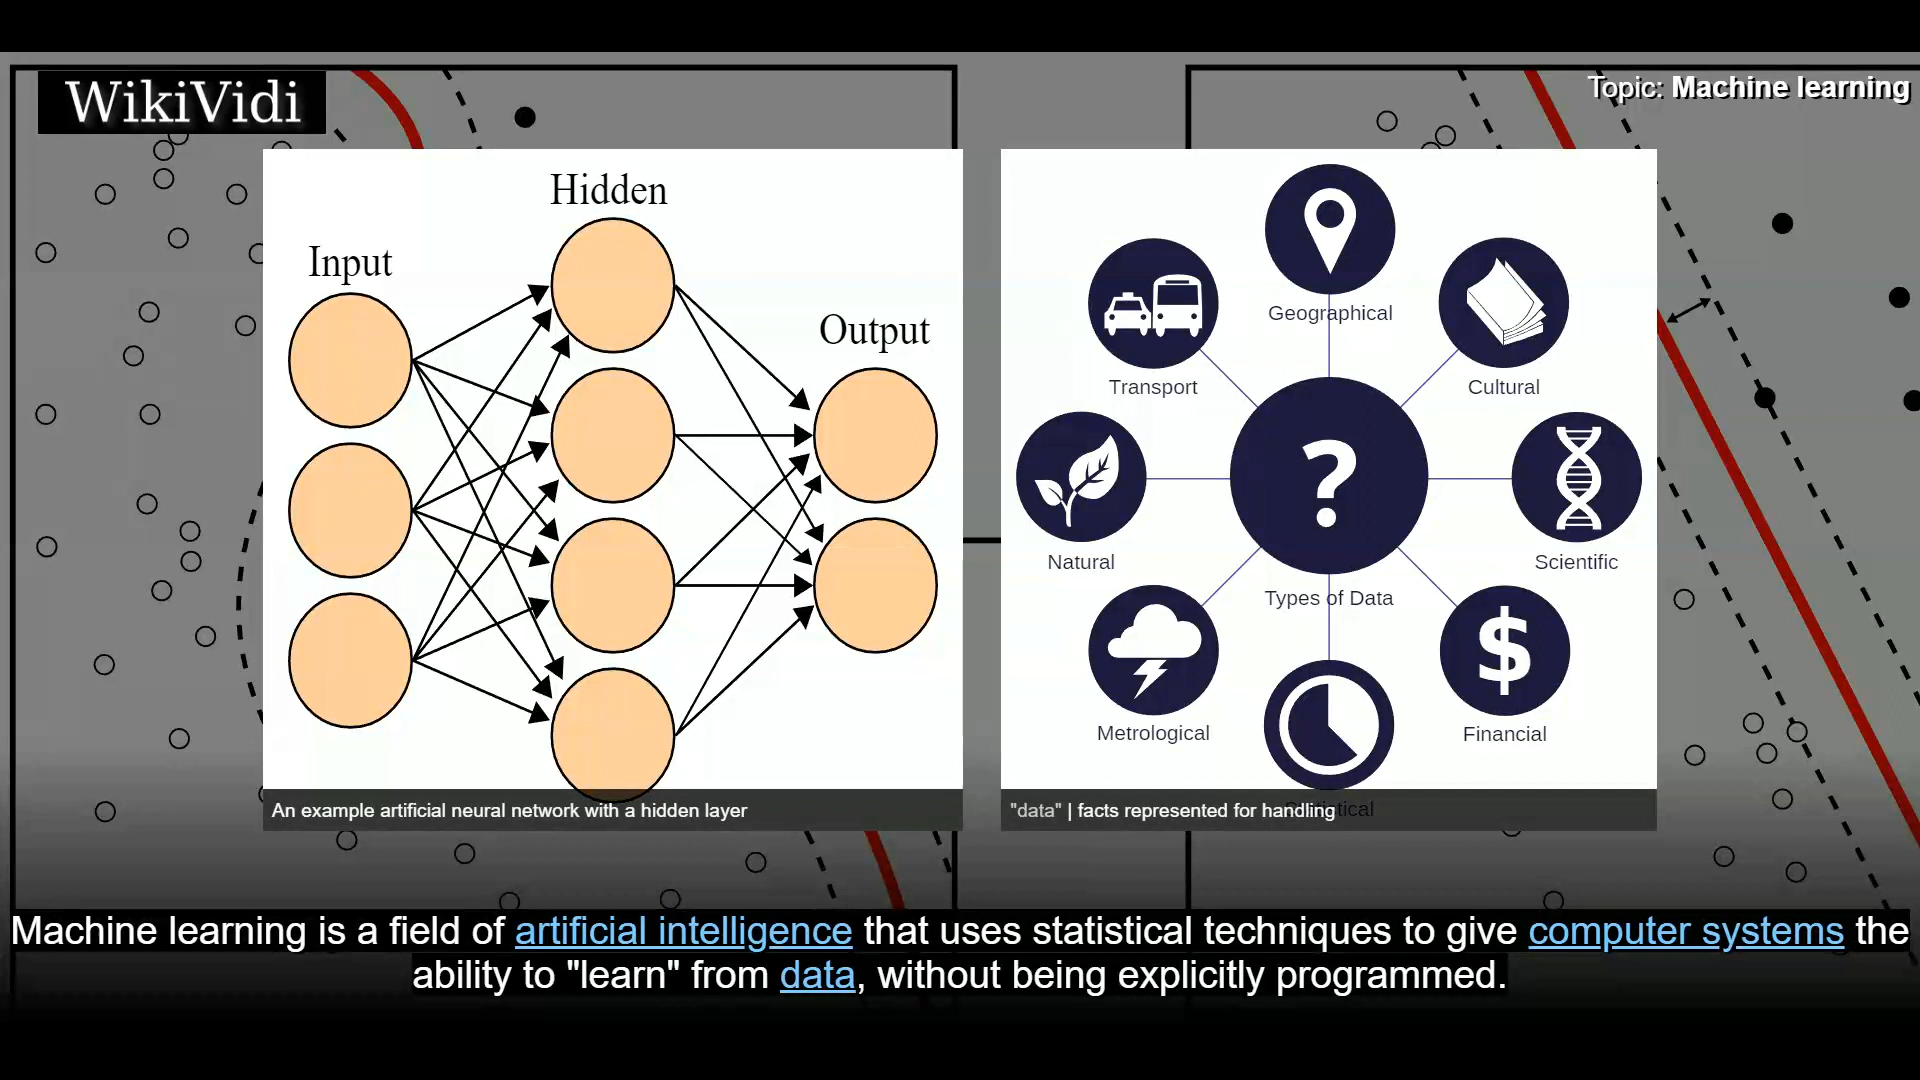 WikiVidi
Topic: Machine learning
Hidden
Input
Output
Geographical
Transport
Cultural
Natural
Scientific
Types of Data
Metrological
Financial
An example artificial neural network with a hidden layer
"data" | facts represented for handling
Machine learning is a field of artificial intelligence that uses statistical techniques to give computer systems the
ability to "learn" from data, without being explicitly programmed.